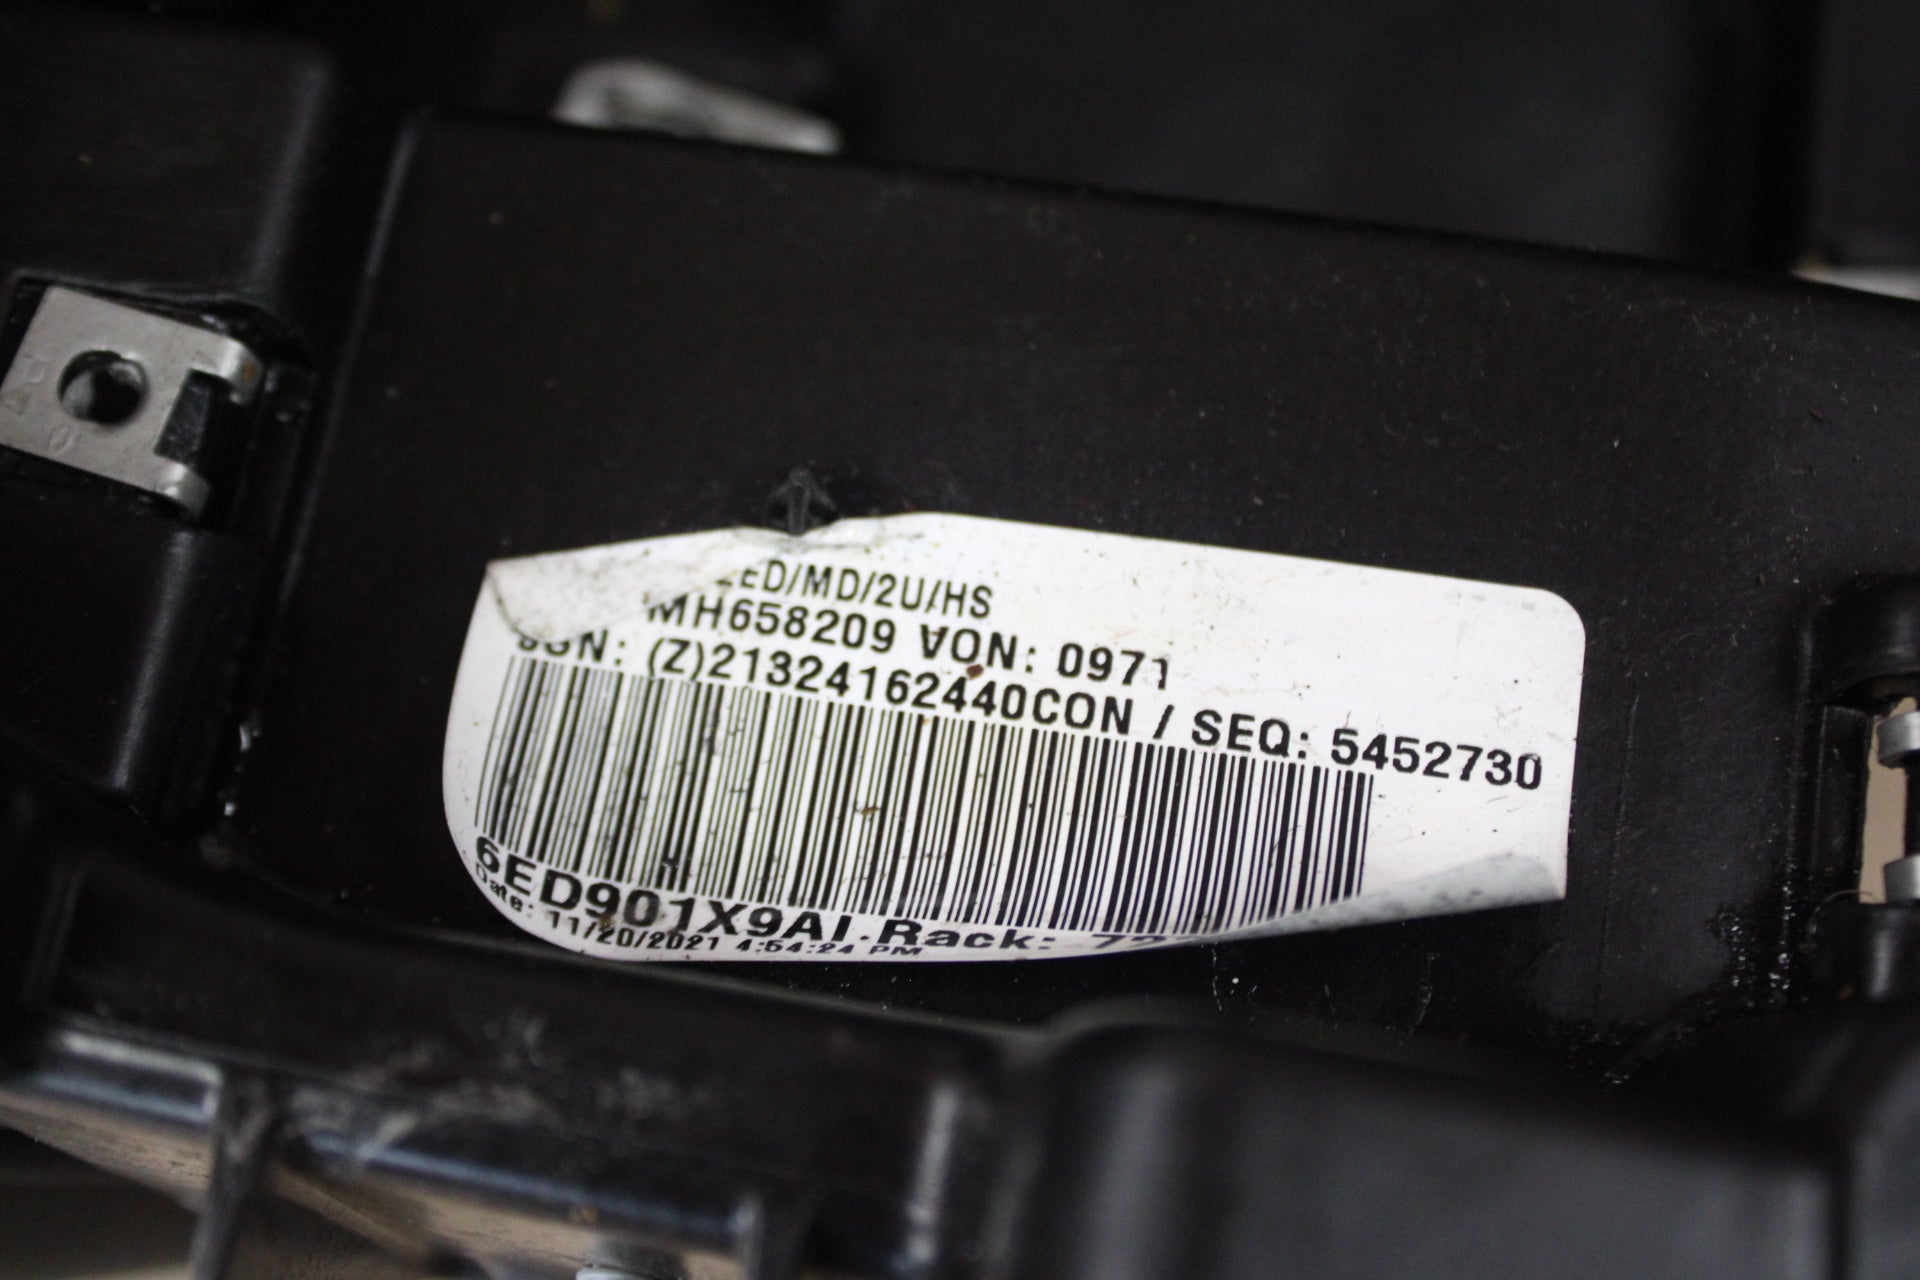 ED/MD/2U/HS
MH658209 VON: 0971
(Z)21324162440CON / SEQ: 5452730
6ED901X9AI Rack:
Date: 11/20/2021 4:54:24 PM